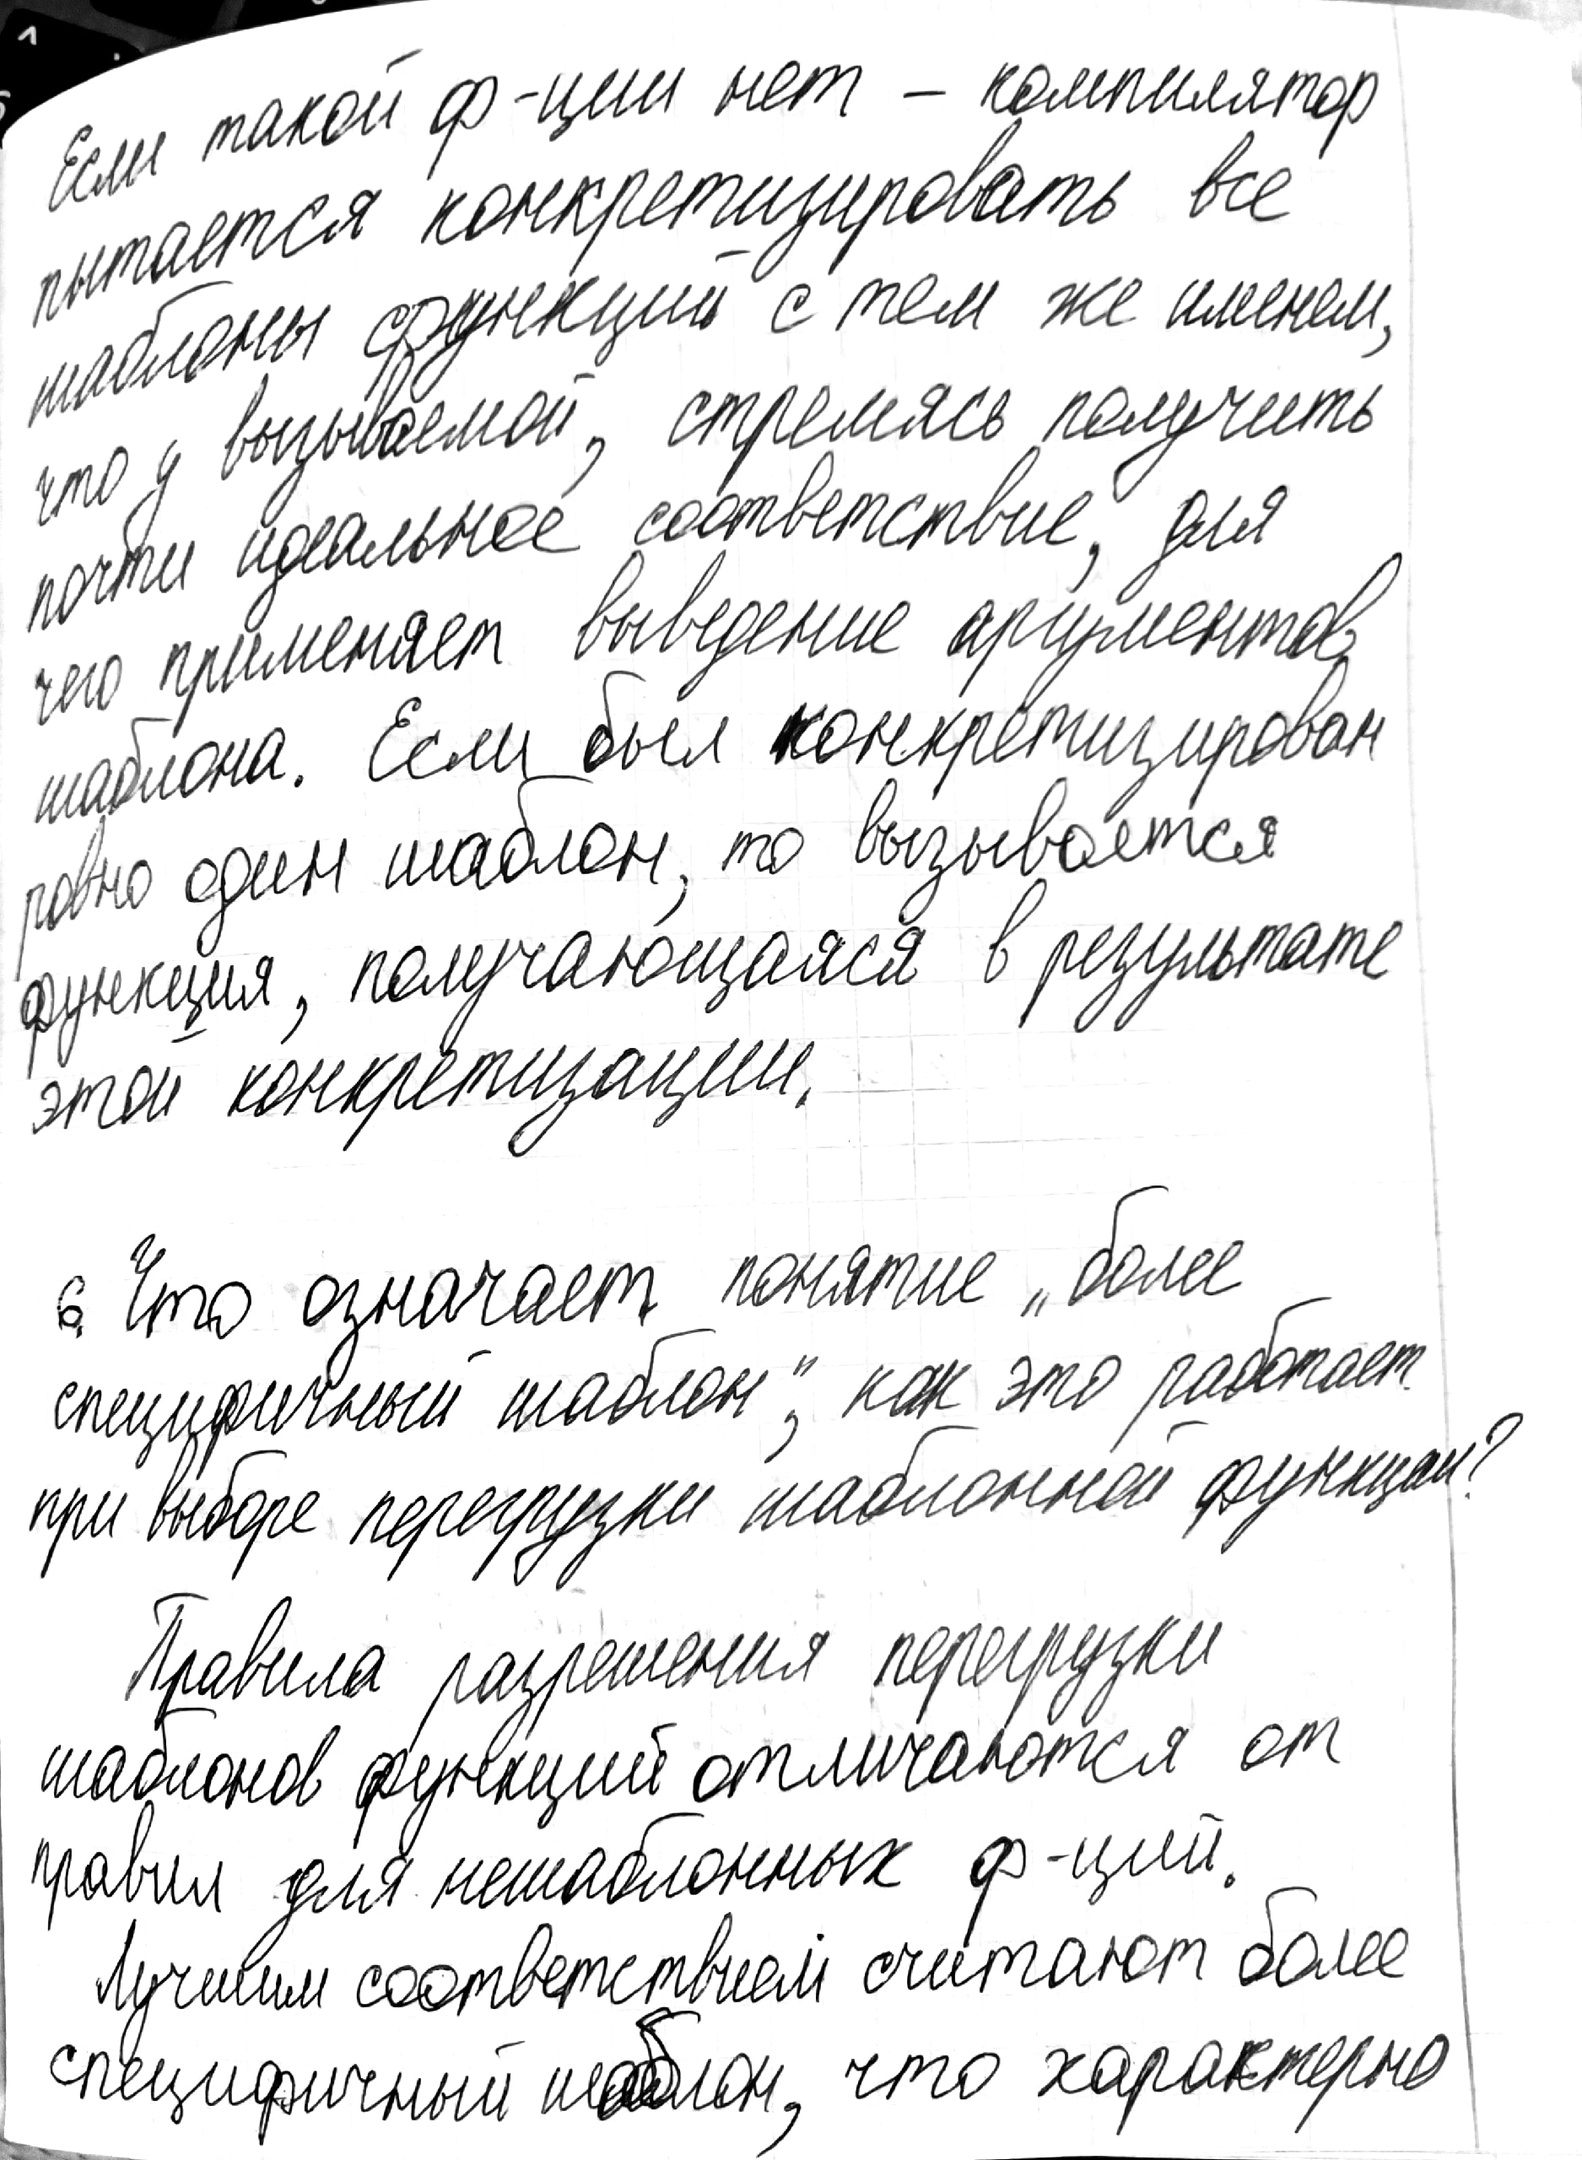 Если такой ф-ции нет – компилятор
пытается конкретизировать все
шаблоны функций с тем же именем,
что у вызываемой, стремясь получить
почти идеальное соответствие, для
чего применяет выведение аргументов
шаблона. Если был конкретизирован
ровно один шаблон, то вызывается
функция, получающаяся в результате
этой конкретизации.
6. Что означает понятие „более
специфичный шаблон", как это работает
при выборе перегрузки шаблонной функции?
Правила разрешения перегрузки
шаблонов функций отличаются от
правил для нешаблонных ф-ций.
Лучшим соответствием считают более
специфичный шаблон, что характерно